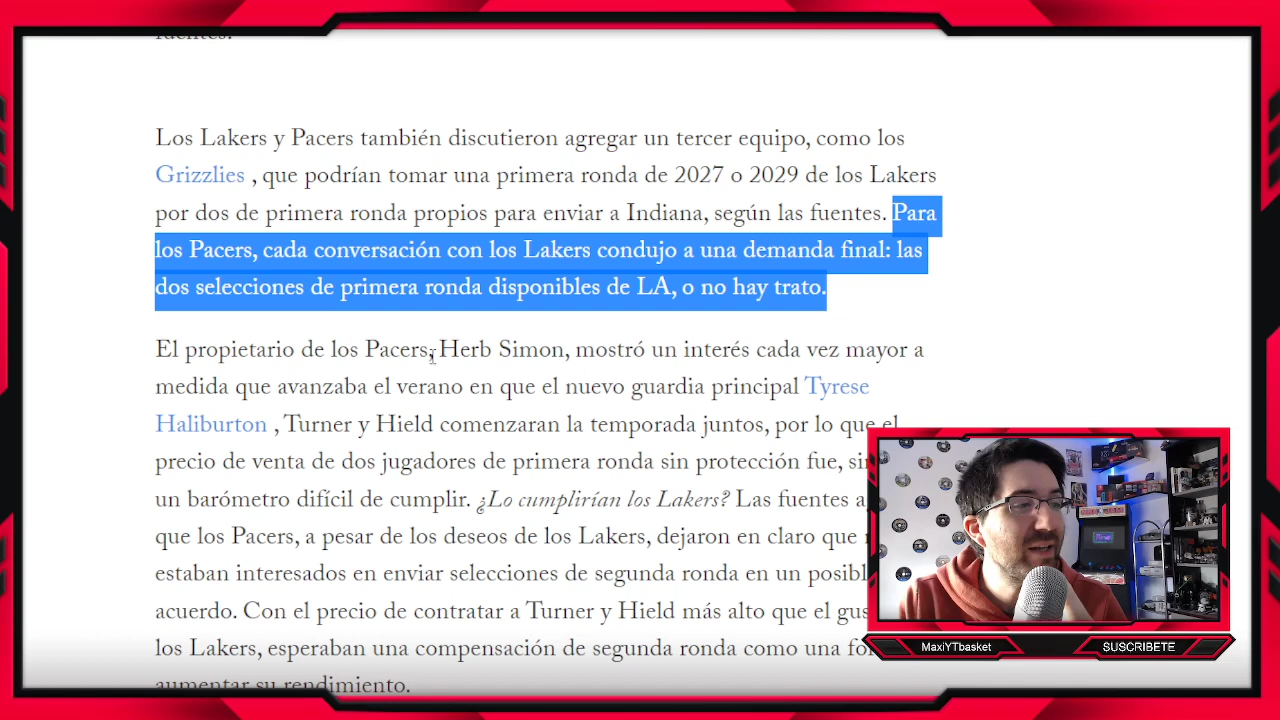 Los Lakers y Pacers también discutieron agregar un tercer equipo, como los
Grizzlies , que podrían tomar una primera ronda de 2027 o 2029 de los Lakers
por dos de primera ronda propios para enviar a Indiana, según las fuentes. Para
los Pacers, cada conversación con los Lakers condujo a una demanda final: las
dos selecciones de primera ronda disponibles de LA, o no hay trato.
El propietario de los Pacers, Herb Simon, mostró un interés cada vez mayor a
medida que avanzaba el verano en que el nuevo guardia principal Tyrese
Haliburton , Turner y Hield comenzaran la temporada juntos, por lo que el
precio de venta de dos jugadores de primera ronda sin protección fue,
un barómetro difícil de cumplir. ¿Lo cumplirían los Lakers? Las fuentes
que los Pacers, a pesar de los deseos de los Lakers, dejaron en claro que
estaban interesados en enviar selecciones de segunda ronda en un
acuerdo. Con el precio de contratar a Turner y Hield más alto que el
los Lakers, esperaban una compensación de segunda ronda como una
aumentar su rendimiento.
MaxiYTbasket
SUSCRIBETE